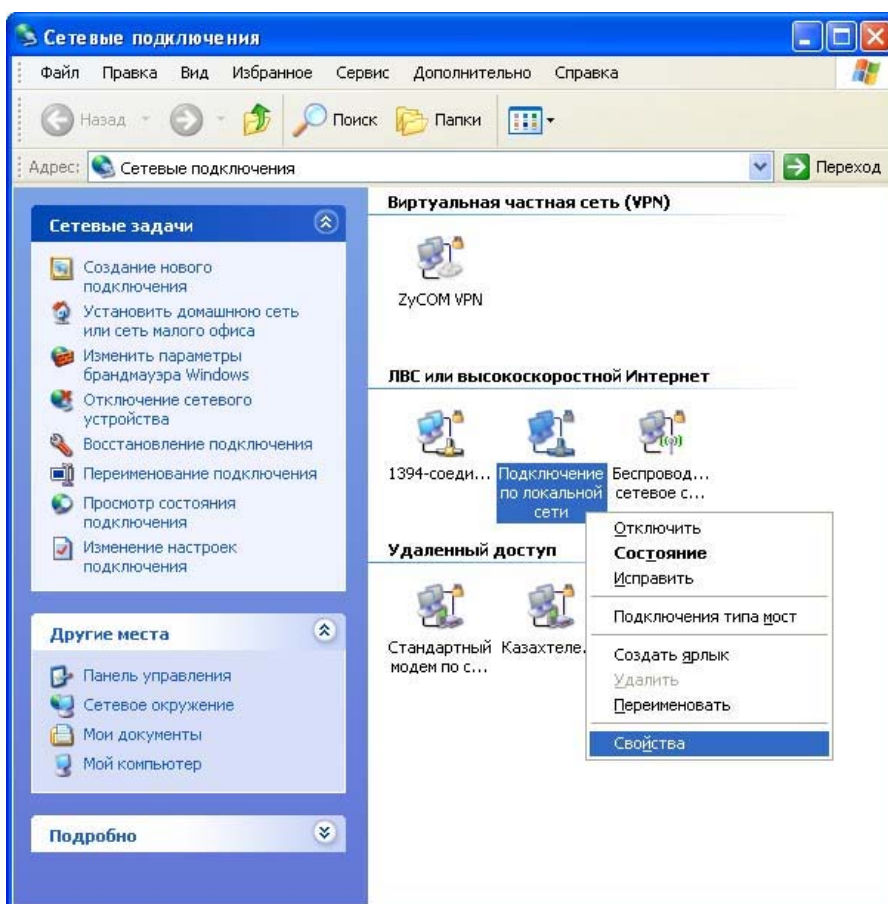 Сетевые подключения
Файл Правка Вид Избранное Сервис Дополнительно Справка
Назад Поиск Папки
Адрес: Сетевые подключения Переход
Сетевые задачи
Создание нового
подключения
Установить домашнюю сеть
или сеть малого офиса
Изменить параметры
брандмауэра Windows
Отключение сетевого
устройства
Восстановление подключения
Переименование подключения
Просмотр состояния
подключения
Изменение настроек
подключения
Другие места
Панель управления
Сетевое окружение
Мои документы
Мой компьютер
Подробно
Виртуальная частная сеть (VPN)
ZyCOM VPN
ЛВС или высокоскоростной Интернет
1394-соеди...
Подключение
по локальной
сети
Беспровод...
сетевое с...
Удаленный доступ
Стандартный
модем по с...
Казахтеле.
Отключить
Состояние
Исправить
Подключения типа мост
Создать ярлык
Удалить
Переименовать
Свойства